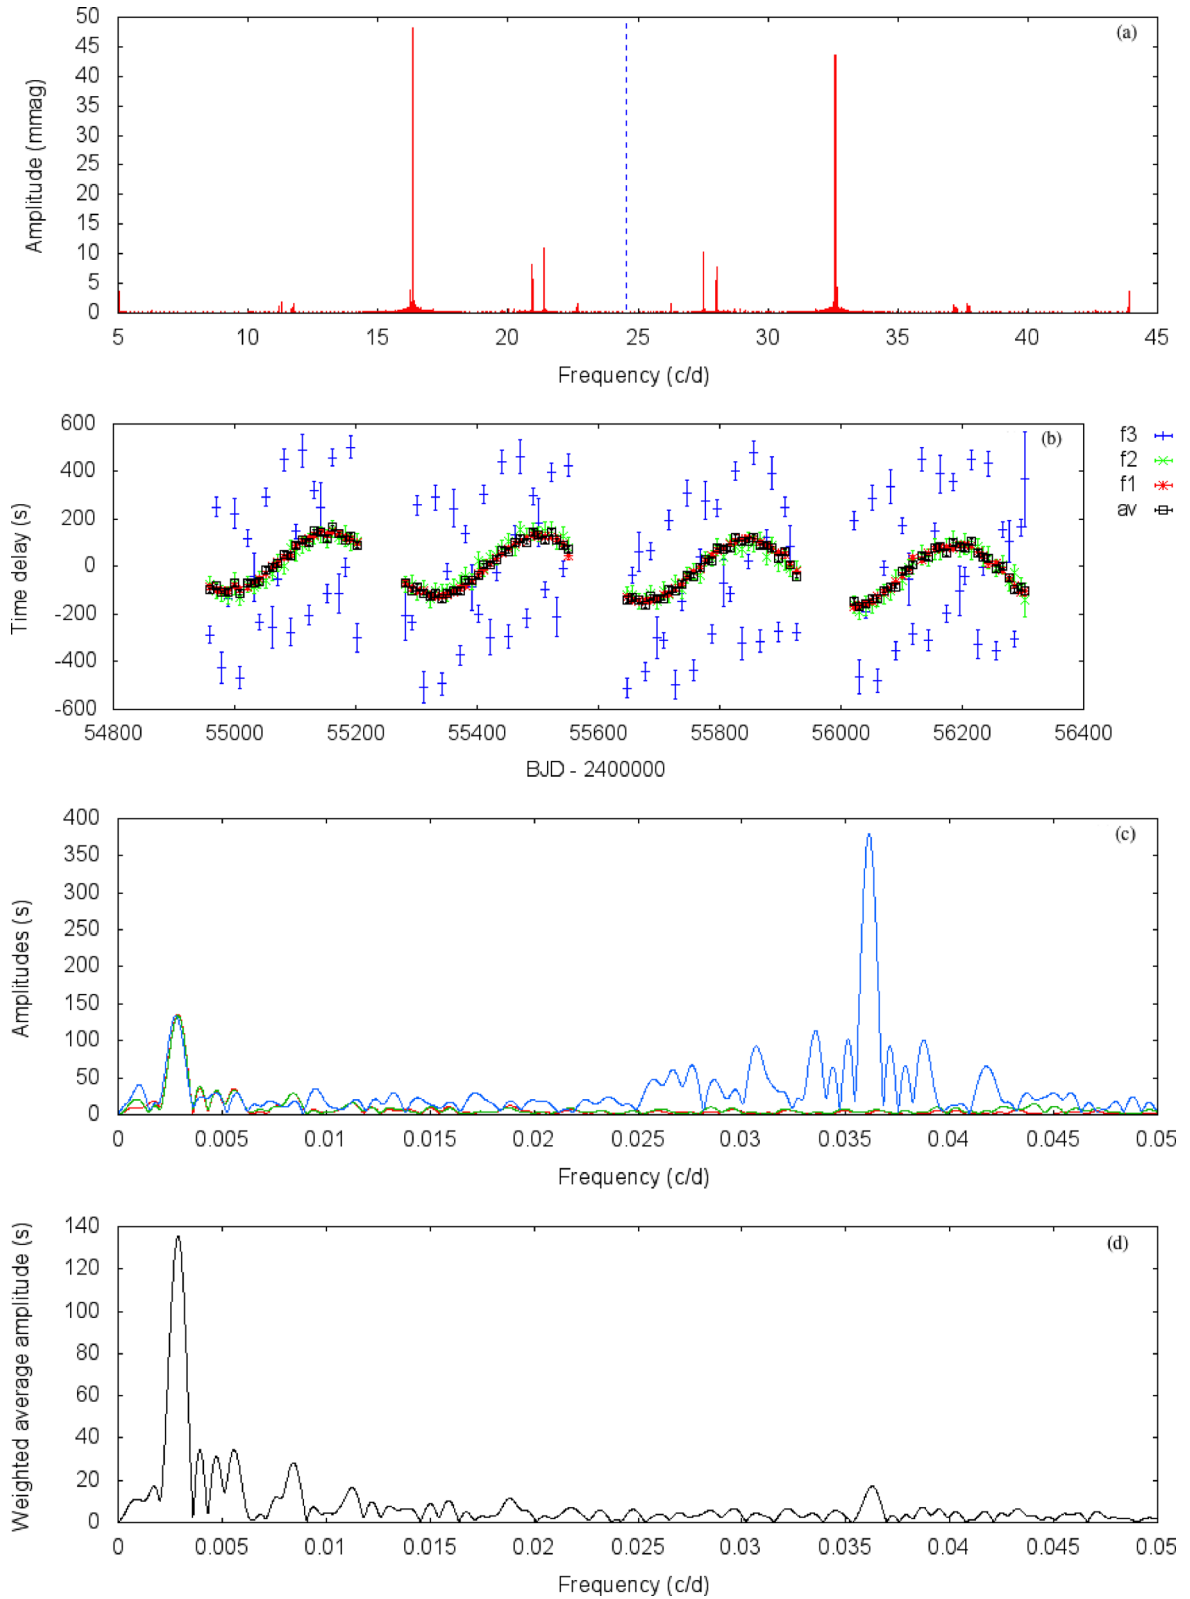 50
45
40
35
30
25
20
15
10
5
0
Amplitude (mmag)
(a)
5 10 15 20 25 30 35 40 45
Frequency (c/d)
600
400
200
0
-200
-400
-600
Time delay (s)
(b)
f3
f2
f1
av
54800 55000 55200 55400 55600 55800 56000 56200 56400
BJD - 2400000
400
350
300
250
200
150
100
50
0
Amplitudes (s)
(c)
0 0.005 0.01 0.015 0.02 0.025 0.03 0.035 0.04 0.045 0.05
Frequency (c/d)
140
120
100
80
60
40
20
0
Weighted average amplitude (s)
(d)
0 0.005 0.01 0.015 0.02 0.025 0.03 0.035 0.04 0.045 0.05
Frequency (c/d)